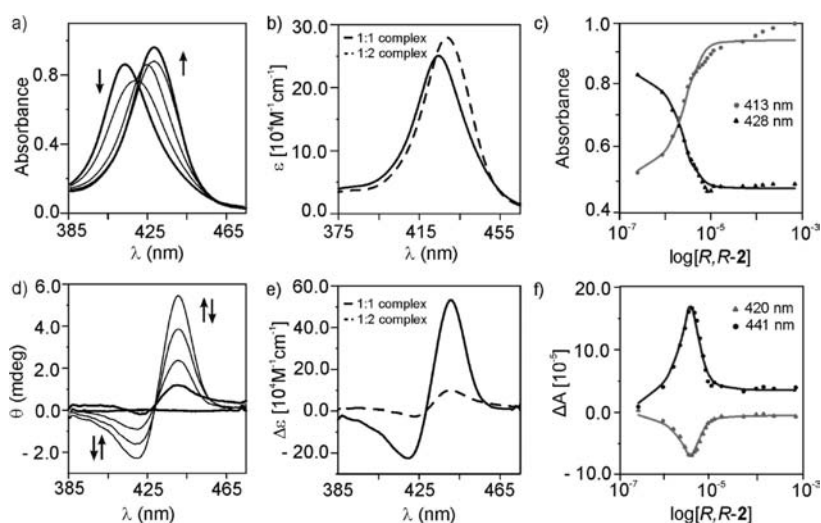 a)
Absorbance
0.8
0.4
0.0
385 425 465
λ (nm)
b)
1:1 complex
1:2 complex
ε [10⁴M⁻¹cm⁻¹]
30.0
20.0
10.0
0.0
375 415 455
λ (nm)
c)
Absorbance
1.0
0.8
0.6
0.4
413 nm
428 nm
10⁻⁷ 10⁻⁵ 10⁻³
log[R,R-2]
d)
θ (mdeg)
6.0
4.0
2.0
0.0
- 2.0
385 425 465
λ (nm)
e)
1:1 complex
1:2 complex
Δε [10⁴M⁻¹cm⁻¹]
60.0
40.0
20.0
0.0
- 20.0
385 425 465
λ (nm)
f)
420 nm
441 nm
ΔA [10⁻⁵]
20.0
10.0
0.0
- 10.0
10⁻⁷ 10⁻⁵ 10⁻³
log[R,R-2]